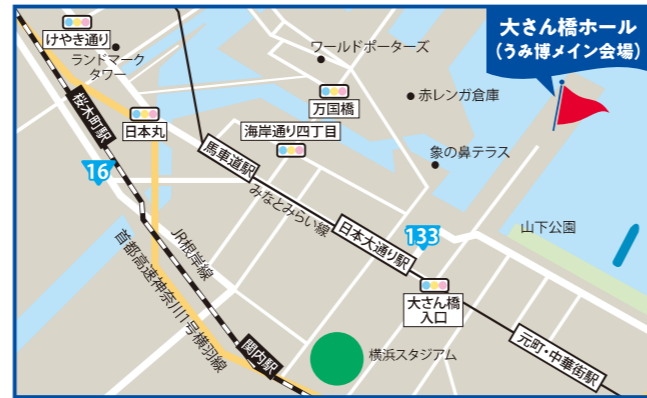 大さん橋ホール
(うみ博メイン会場)
けやき通り
ランドマーク
タワー
ワールドポーターズ
桜木町駅
日本丸
万国橋
赤レンガ倉庫
海岸通り四丁目
馬車道駅
象の鼻テラス
16
みなとみらい線
日本大通り駅
133
山下公園
JR根岸線
首都高速神奈川1号横羽線
大さん橋
入口
関内駅
横浜スタジアム
元町・中華街駅